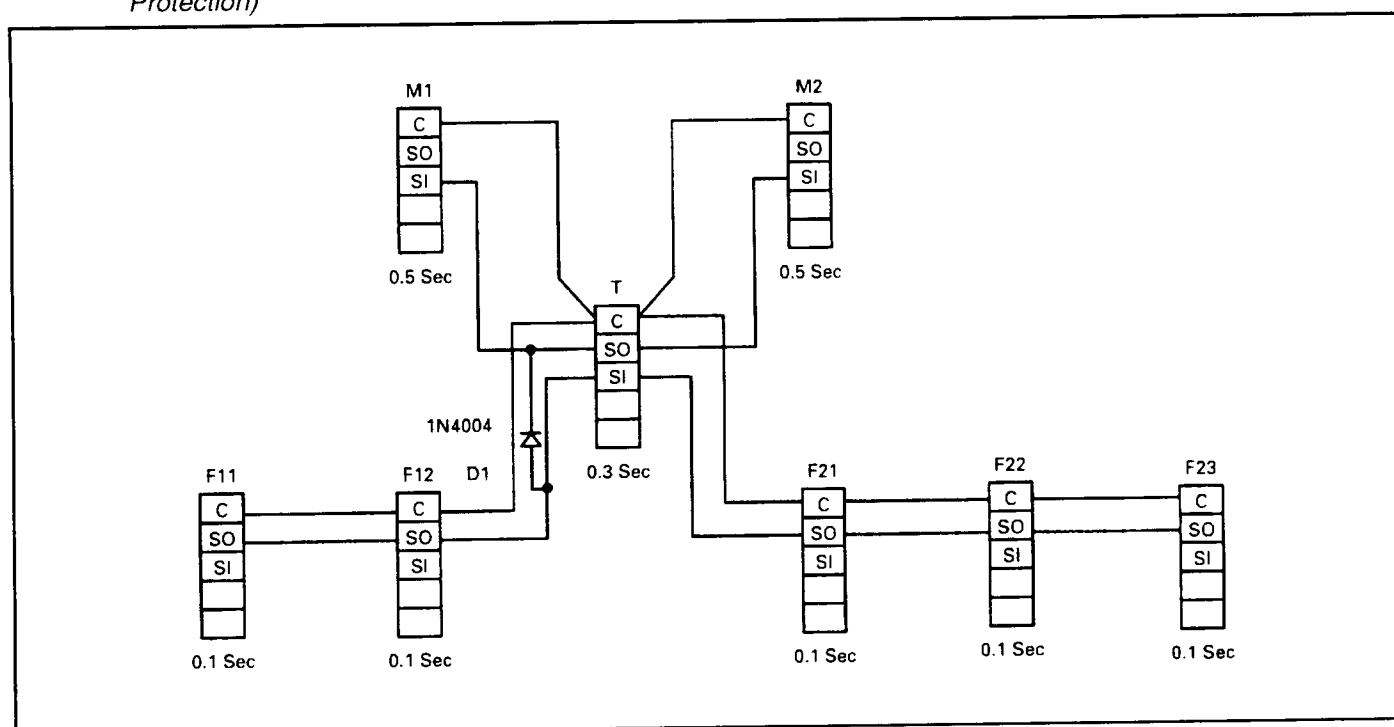 Protection)
M1
C
SO
SI
0.5 Sec
M2
C
SO
SI
0.5 Sec
T
C
SO
SI
0.3 Sec
1N4004
D1
F11
C
SO
SI
0.1 Sec
F12
C
SO
SI
0.1 Sec
F21
C
SO
SI
0.1 Sec
F22
C
SO
SI
0.1 Sec
F23
C
SO
SI
0.1 Sec